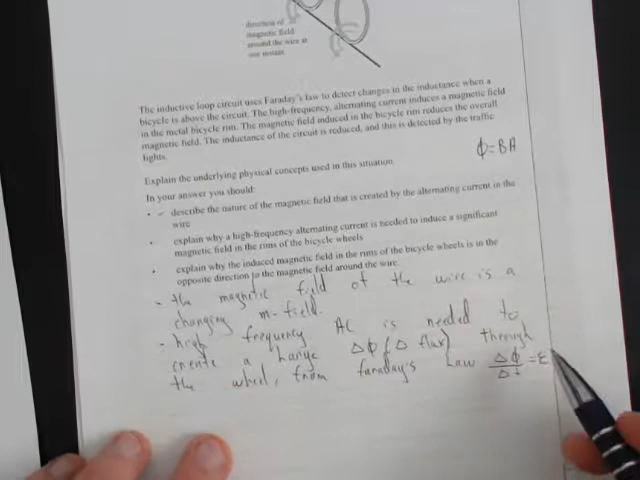 direction of
magnetic field
around the wire at
one instant
The inductive loop circuit uses Faraday's law to detect changes in the inductance when a
bicycle is above the circuit. The high-frequency, alternating current induces a magnetic field
in the metal bicycle rim. The magnetic field induced in the bicycle rim reduces the overall
magnetic field. The inductance of the circuit is reduced, and this is detected by the traffic
lights.
ϕ=BA
Explain the underlying physical concepts used in this situation.
In your answer you should:
• describe the nature of the magnetic field that is created by the alternating current in the
wire
• explain why a high-frequency alternating current is needed to induce a significant
magnetic field in the rims of the bicycle wheels
• explain why the induced magnetic field in the rims of the bicycle wheels is in the
opposite direction to the magnetic field around the wire.
- the magnetic field of the wire is a
changing m-field.
- high frequency AC is needed to
create a large Δϕ (Δ flux) through
the wheel, from faraday's Law Δϕ/Δt = ε